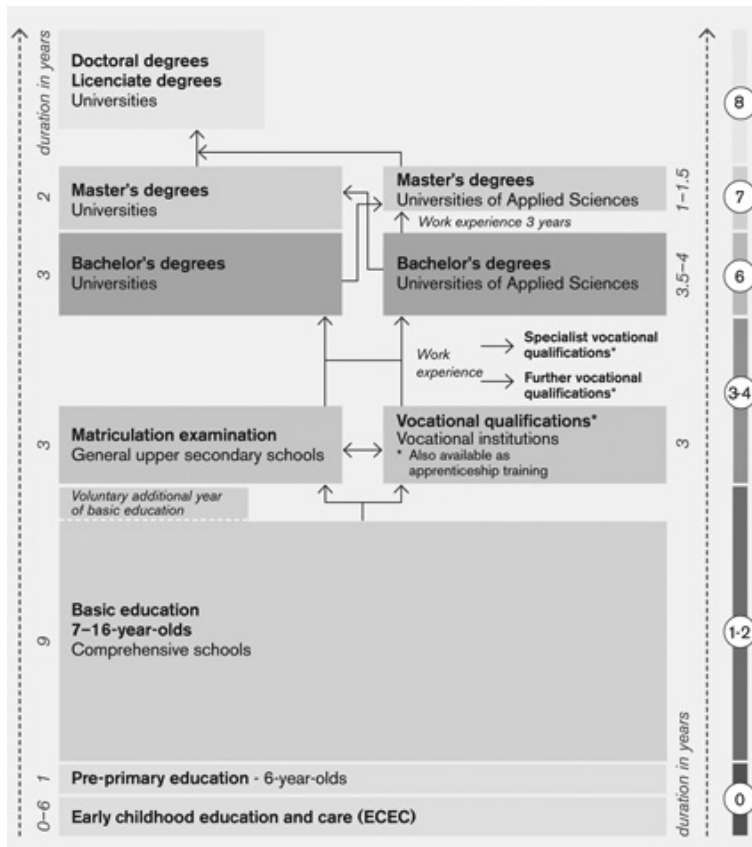 duration in years
Doctoral degrees
Licenciate degrees
Universities
8
2
Master's degrees
Universities
Master's degrees
Universities of Applied Sciences
1–1.5
7
Work experience 3 years
3
Bachelor's degrees
Universities
Bachelor's degrees
Universities of Applied Sciences
3.5–4
6
Work
experience
Specialist vocational
qualifications*
Further vocational
qualifications*
3-4
3
Matriculation examination
General upper secondary schools
Vocational qualifications*
Vocational institutions
* Also available as
apprenticeship training
3
Voluntary additional year
of basic education
9
Basic education
7–16-year-olds
Comprehensive schools
1-2
1
Pre-primary education - 6-year-olds
0–6
Early childhood education and care (ECEC)
duration in years
0